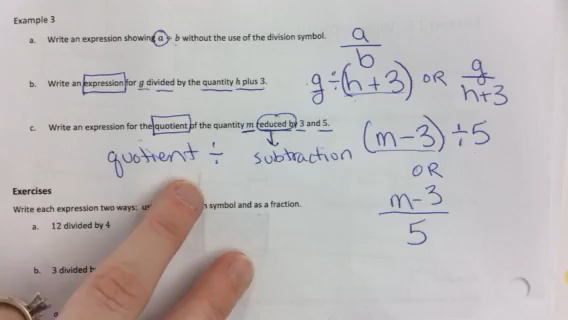 Example 3
a. Write an expression showing a ÷ b without the use of the division symbol.
a
b
b. Write an expression for g divided by the quantity h plus 3.
g÷(h+3) OR g
h+3
c. Write an expression for the quotient of the quantity m reduced by 3 and 5.
quotient ÷ subtraction (m-3)÷5
OR
m-3
5
Exercises
Write each expression two ways: symbol and as a fraction.
a. 12 divided by 4
b. 3 divided